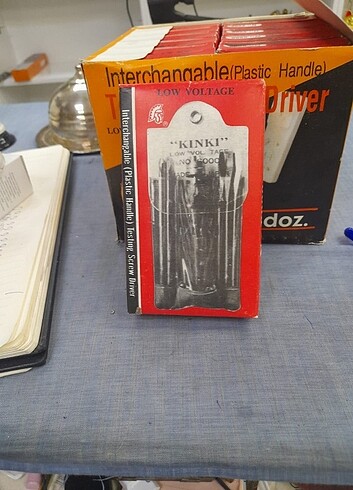 Interchangable (Plastic Handle)
Driver
doz.
LOW VOLTAGE
"KINKI"
LOW VOLTAGE
Interchangable (Plastic Handle) Testing Screw Driver